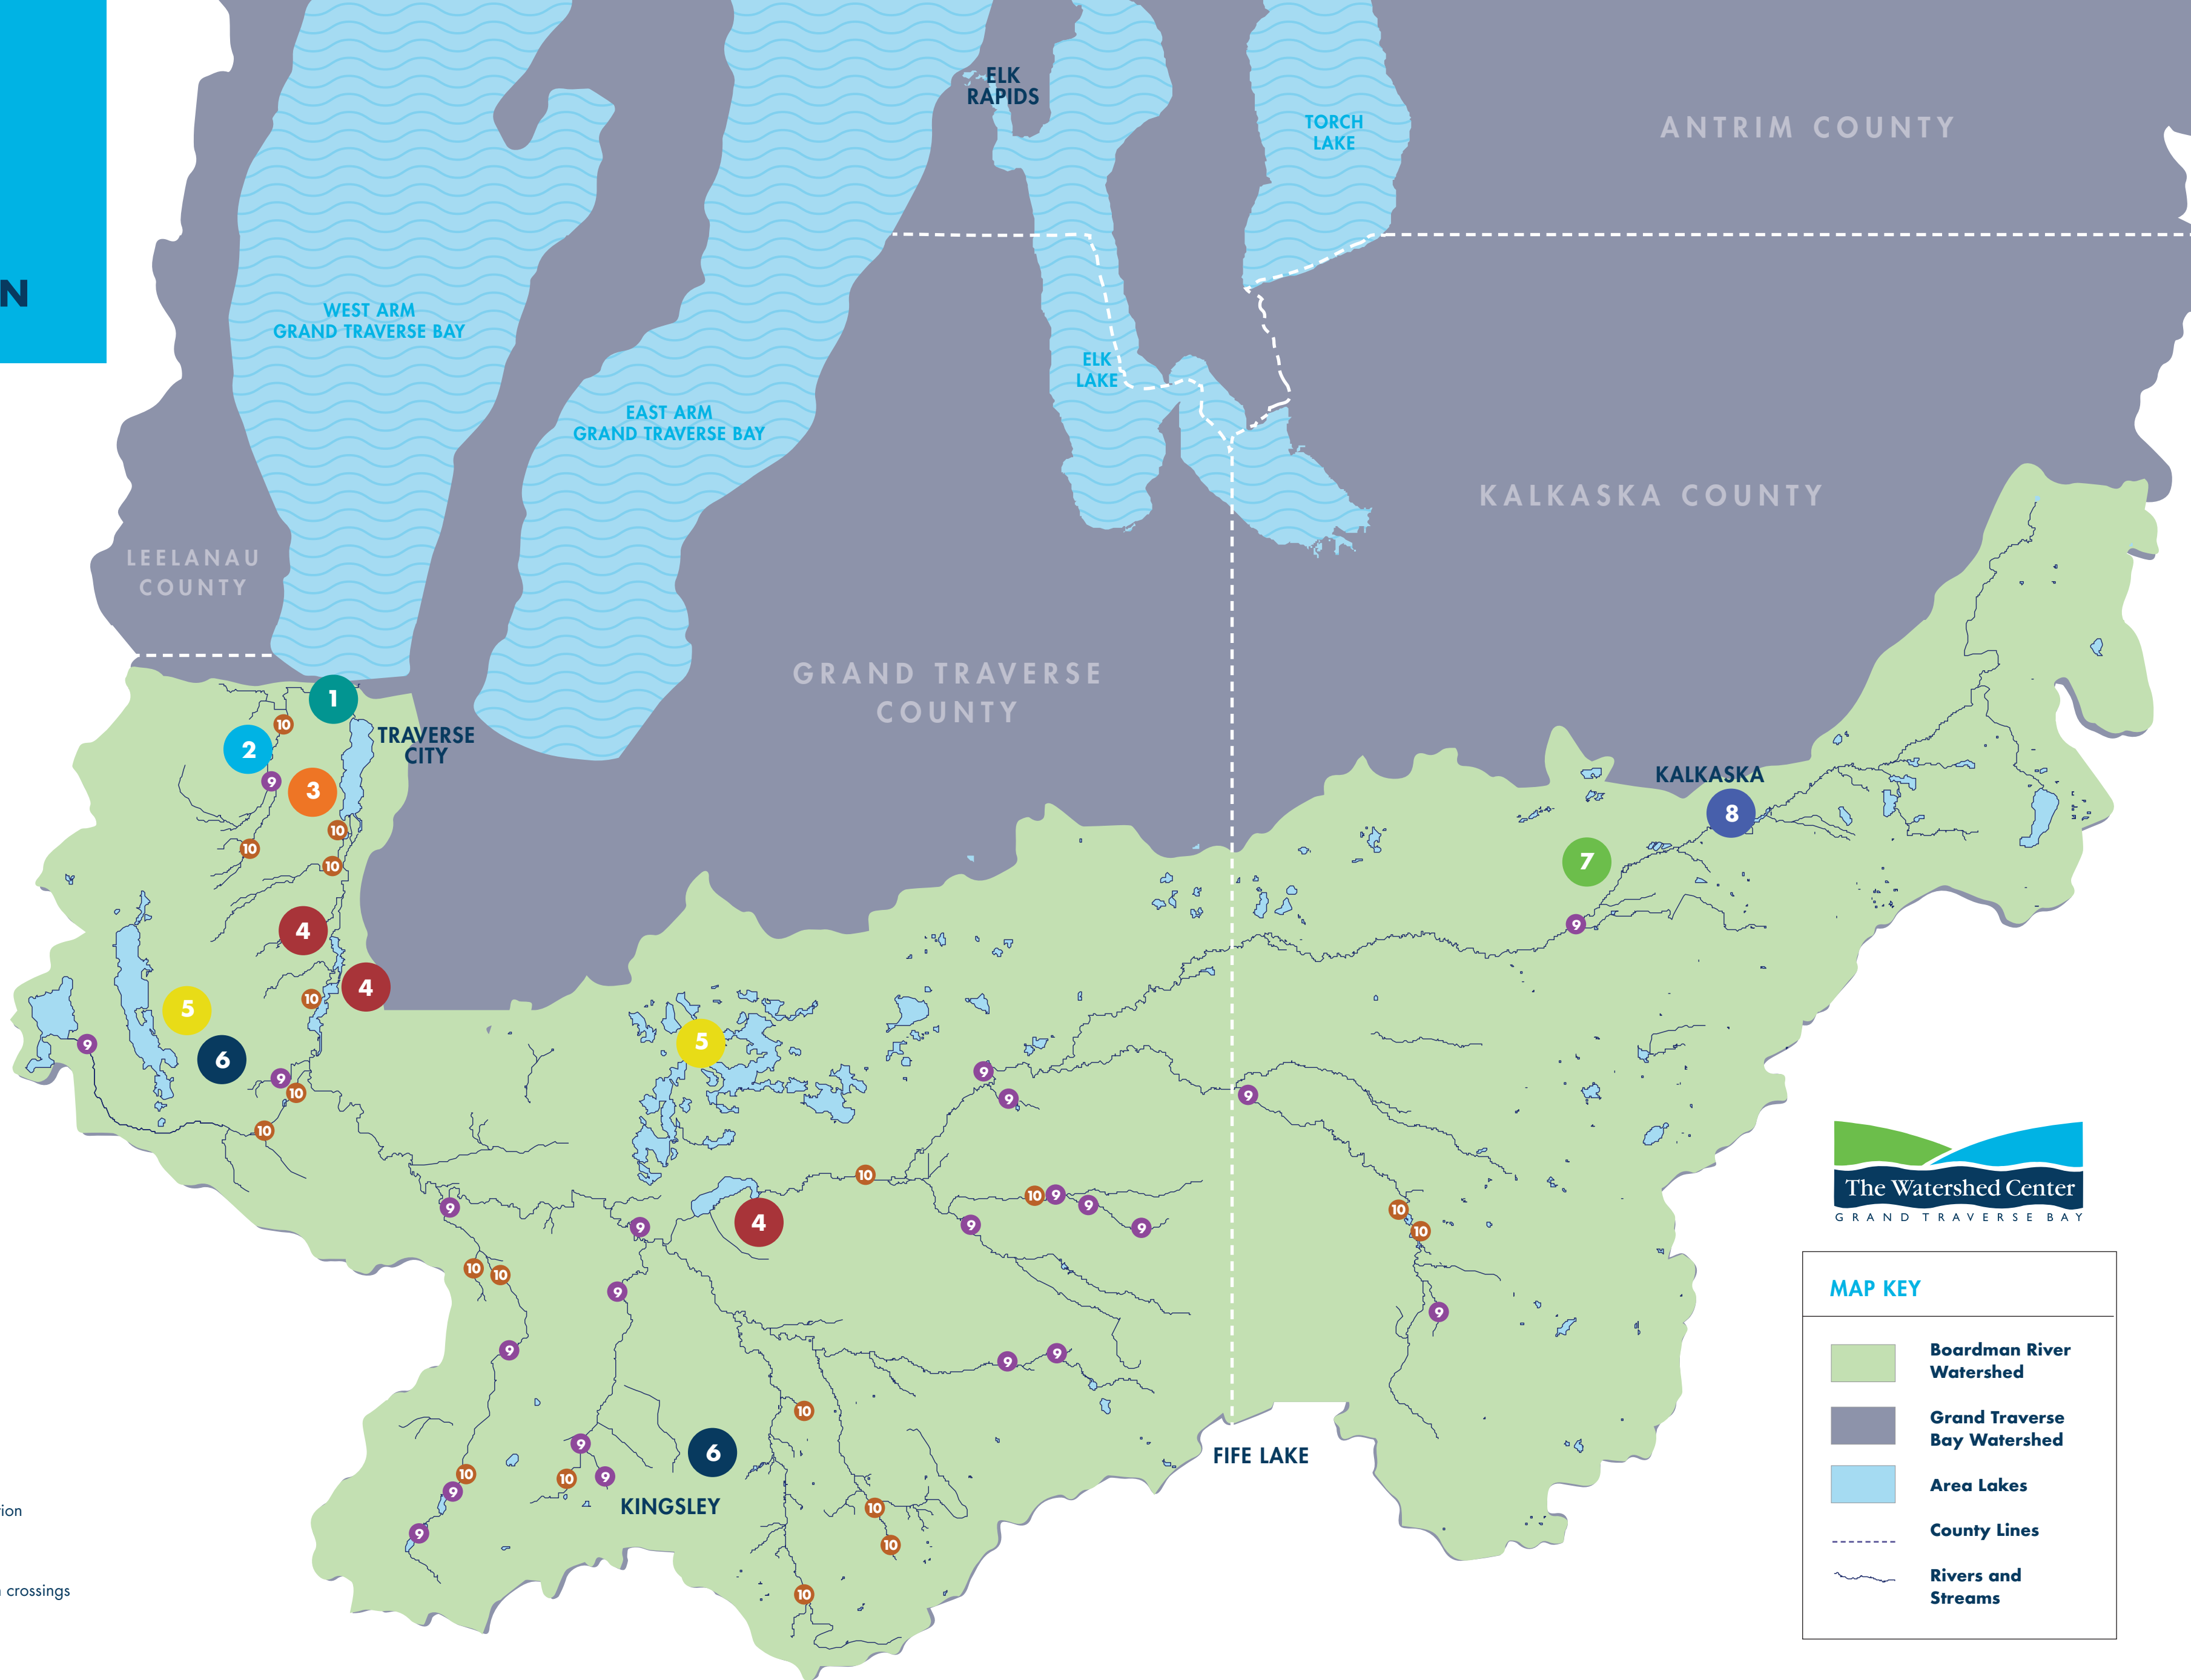 N
ELK
RAPIDS
TORCH
LAKE
ANTRIM COUNTY
WEST ARM
GRAND TRAVERSE BAY
ELK
LAKE
EAST ARM
GRAND TRAVERSE BAY
KALKASKA COUNTY
LEELANAU
COUNTY
GRAND TRAVERSE
COUNTY
1
10
TRAVERSE
CITY
2
9
3
KALKASKA
8
10
10
7
10
4
9
4
5
10
5
9
6
9
9
10
9
9
10
10
10
9
9
9
10
4
9
9
9
10
10
10
10
9
9
9
9
9
10
9
6
FIFE LAKE
10
10
9
9
KINGSLEY
10
9
10
10
The Watershed Center
GRAND TRAVERSE BAY
MAP KEY
Boardman River
Watershed
Grand Traverse
Bay Watershed
Area Lakes
County Lines
Rivers and
Streams
crossings